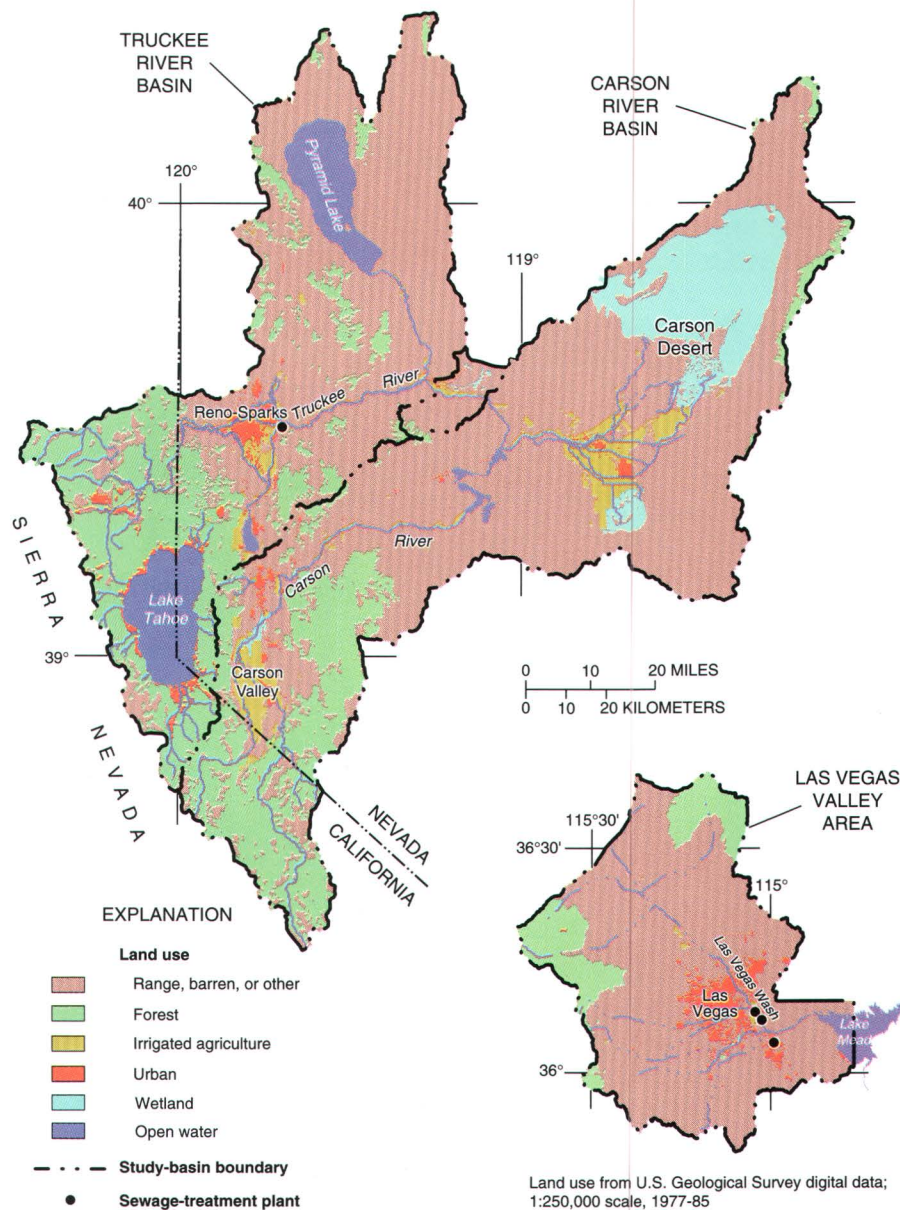 TRUCKEE
RIVER
BASIN
CARSON
RIVER
BASIN
120°
40°
Pyramid Lake
119°
Carson
Desert
Reno-Sparks
Truckee
River
SIERRA
NEVADA
Lake
Tahoe
Carson
River
39°
Carson
Valley
0 10 20 MILES
0 10 20 KILOMETERS
NEVADA
CALIFORNIA
LAS VEGAS
VALLEY
AREA
115°30'
36°30'
115°
Las Vegas Wash
Las
Vegas
Lake
Mead
36°
EXPLANATION
Land use
Range, barren, or other
Forest
Irrigated agriculture
Urban
Wetland
Open water
Study-basin boundary
Sewage-treatment plant
Land use from U.S. Geological Survey digital data;
1:250,000 scale, 1977-85